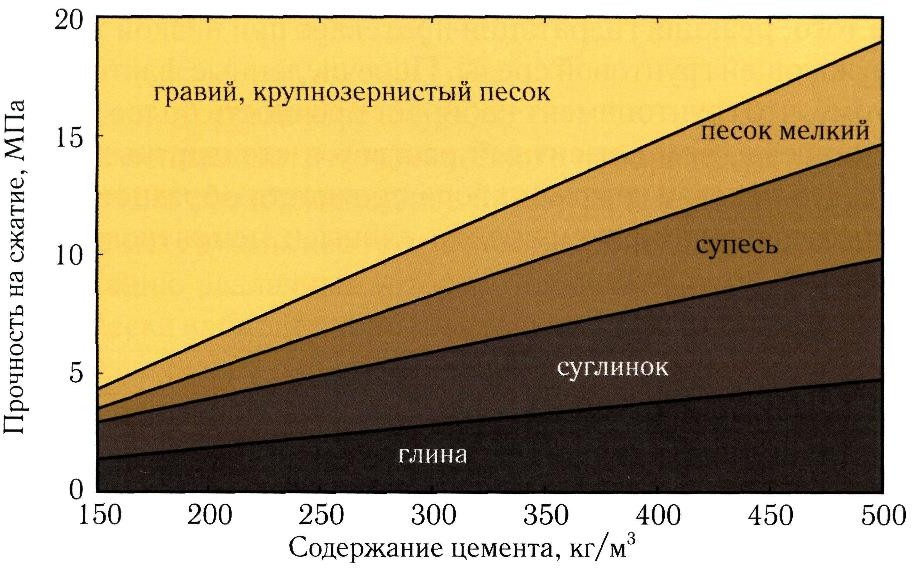 Прочность на сжатие, МПа
20
15
10
5
0
гравий, крупнозернистый песок
песок мелкий
супесь
суглинок
глина
150 200 250 300 350 400 450 500
Содержание цемента, кг/м³